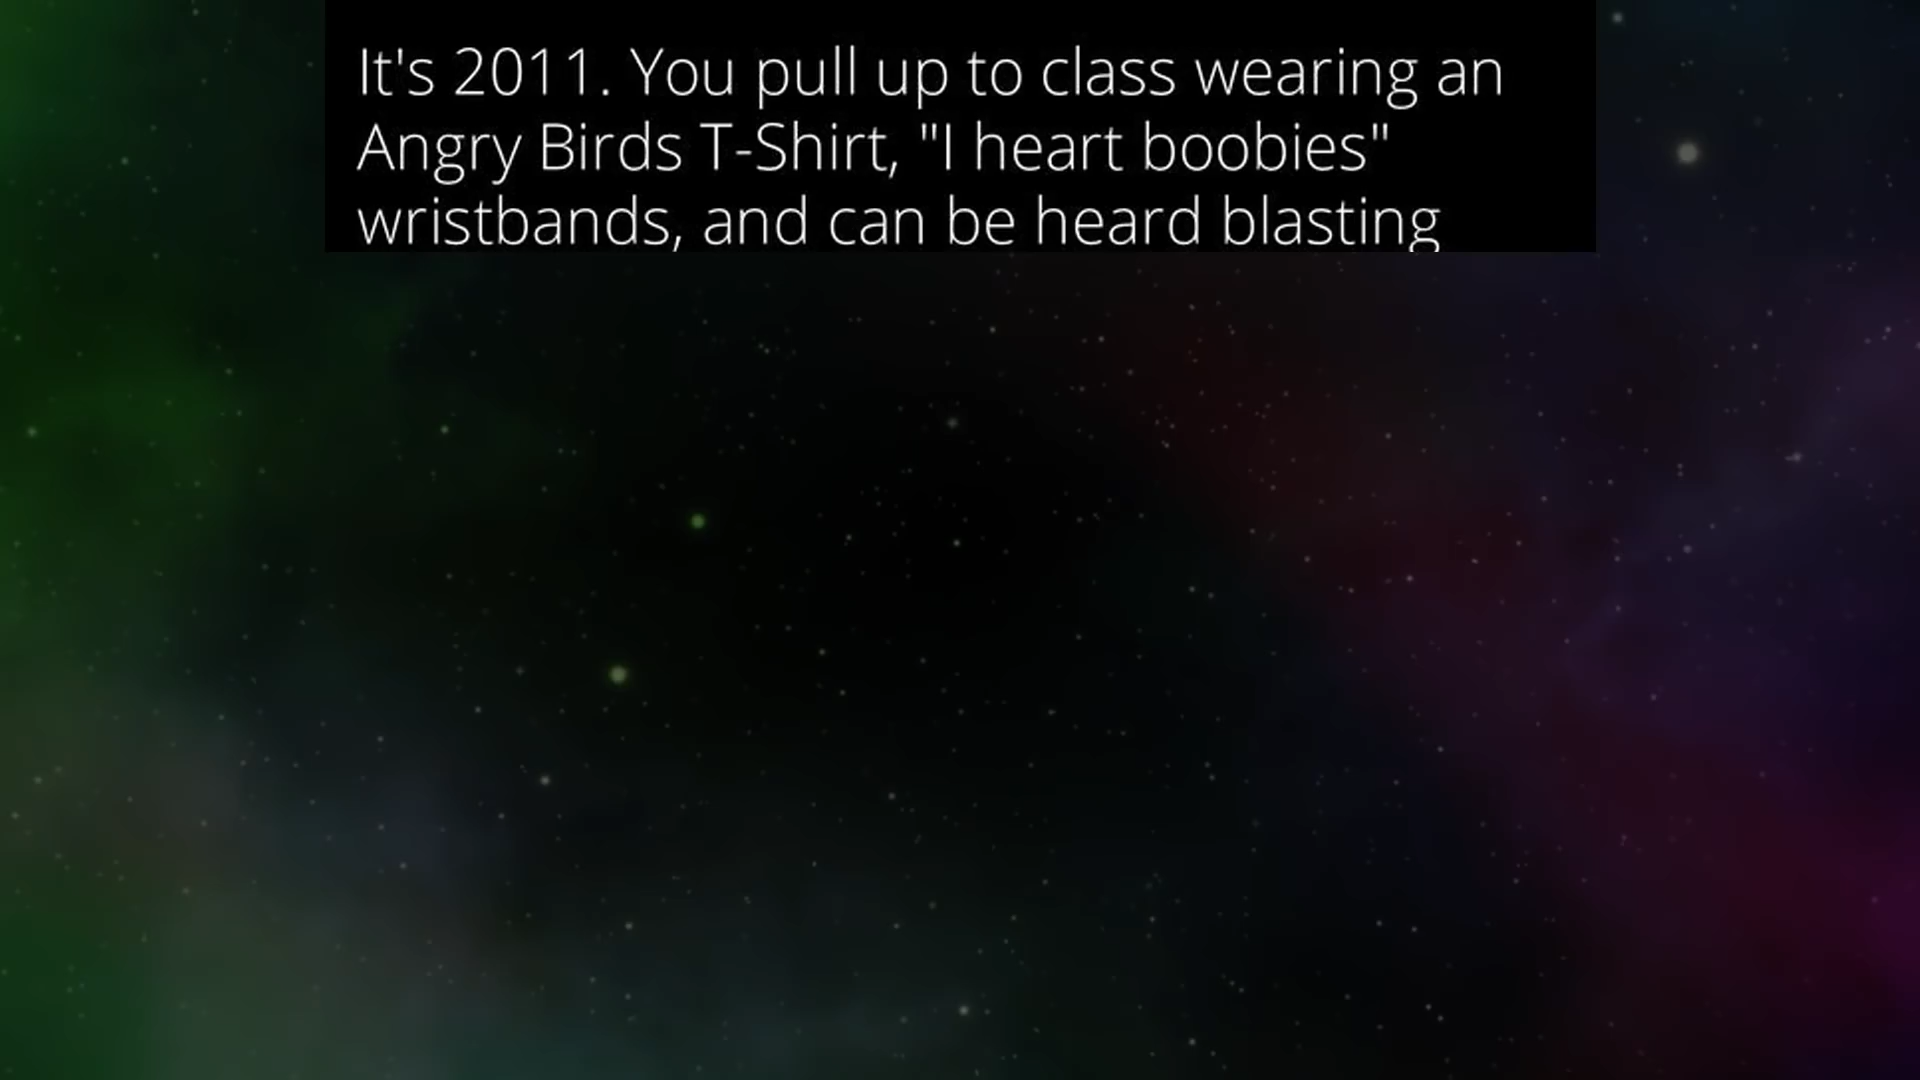 It's 2011. You pull up to class wearing an
Angry Birds T-Shirt, "I heart boobies"
wristbands, and can be heard blasting